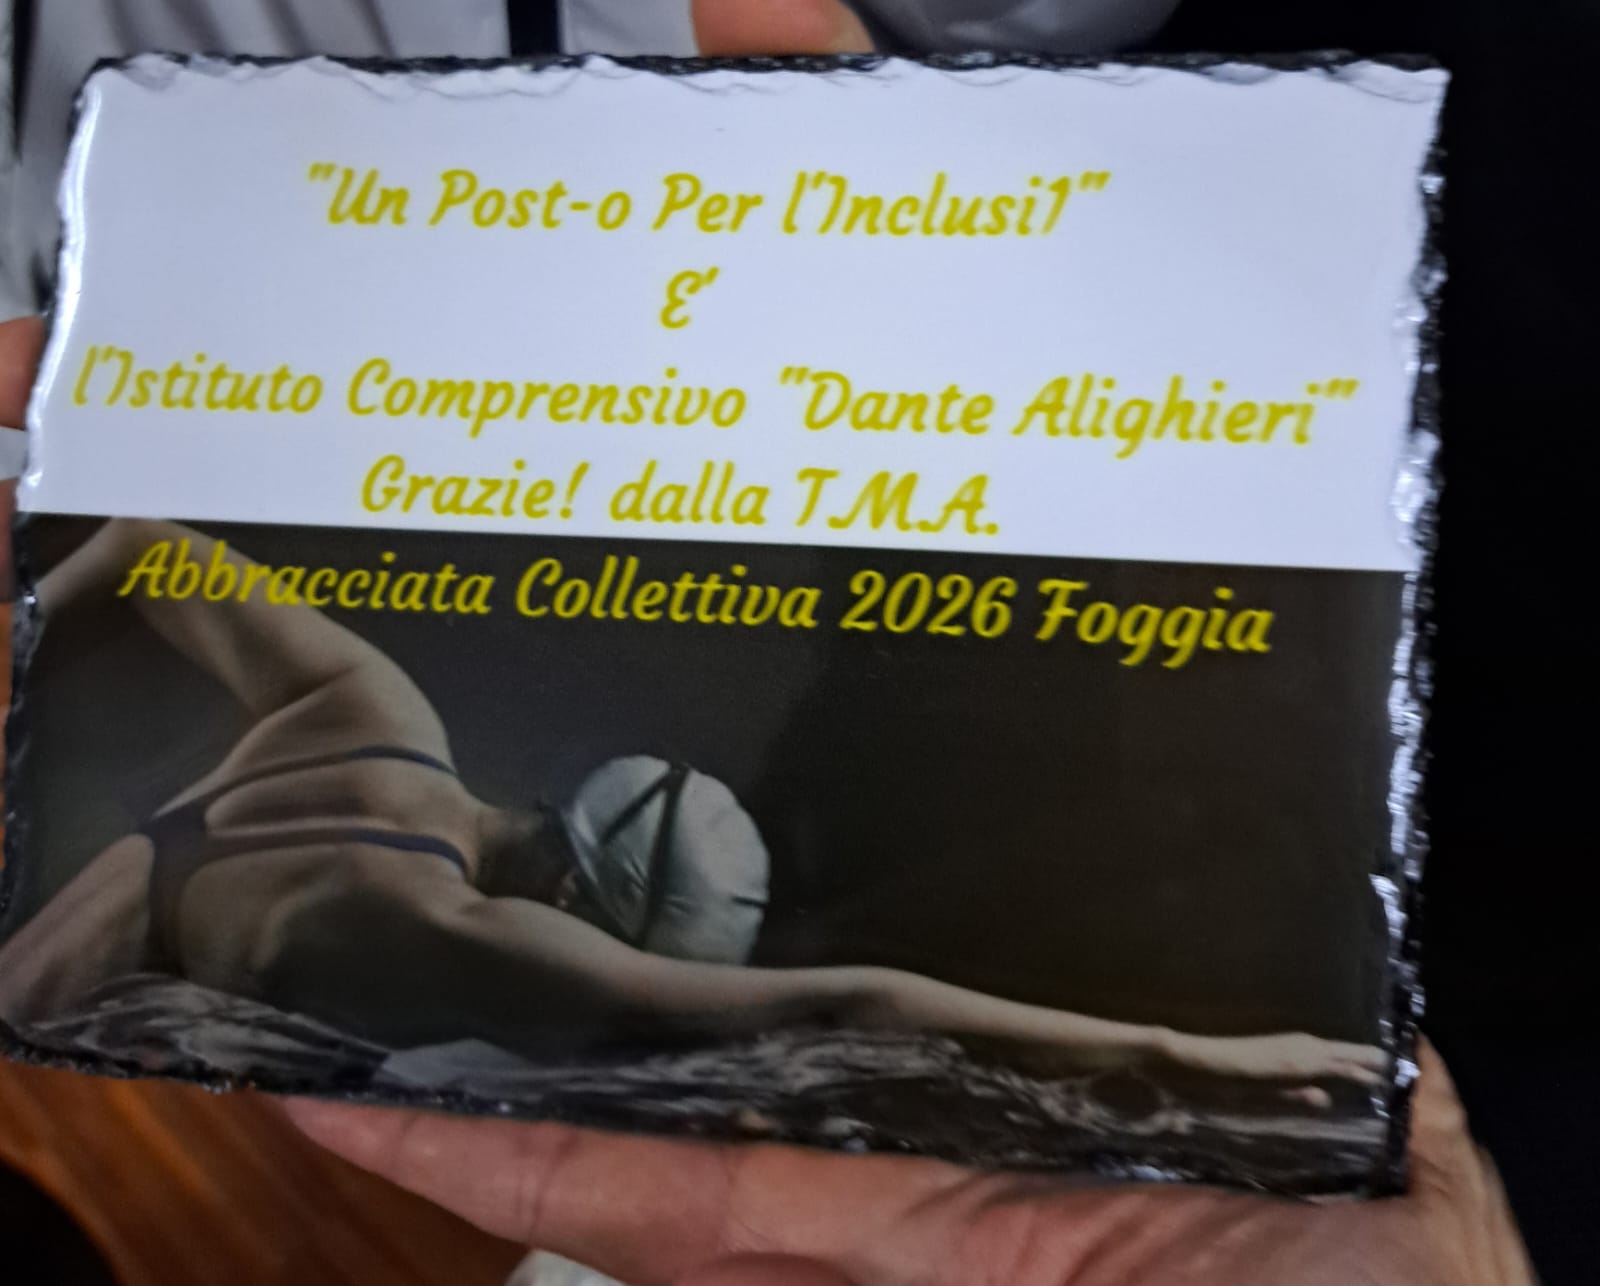 "Un Post-o Per l'Inclusi1"
E'
l'Istituto Comprensivo "Dante Alighieri"
Grazie! dalla T.M.A.
Abbracciata Collettiva 2026 Foggia